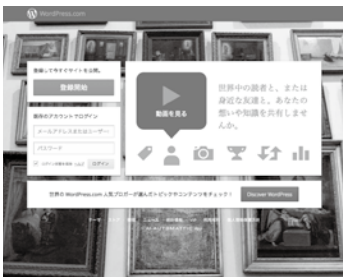 WordPress.com
登録して今すぐサイトを公開。
登録開始
既存のアカウントでログイン
メールアドレスまたはユーザー
パスワード
ログイン
動画を見る
世界中の読者と、または
身近な友達と、あなたの
想いや知識を共有しませ
んか。
世界の WordPress.com 人気ブロガーが選んだトピックやコンテンツをチェック!
Discover WordPress